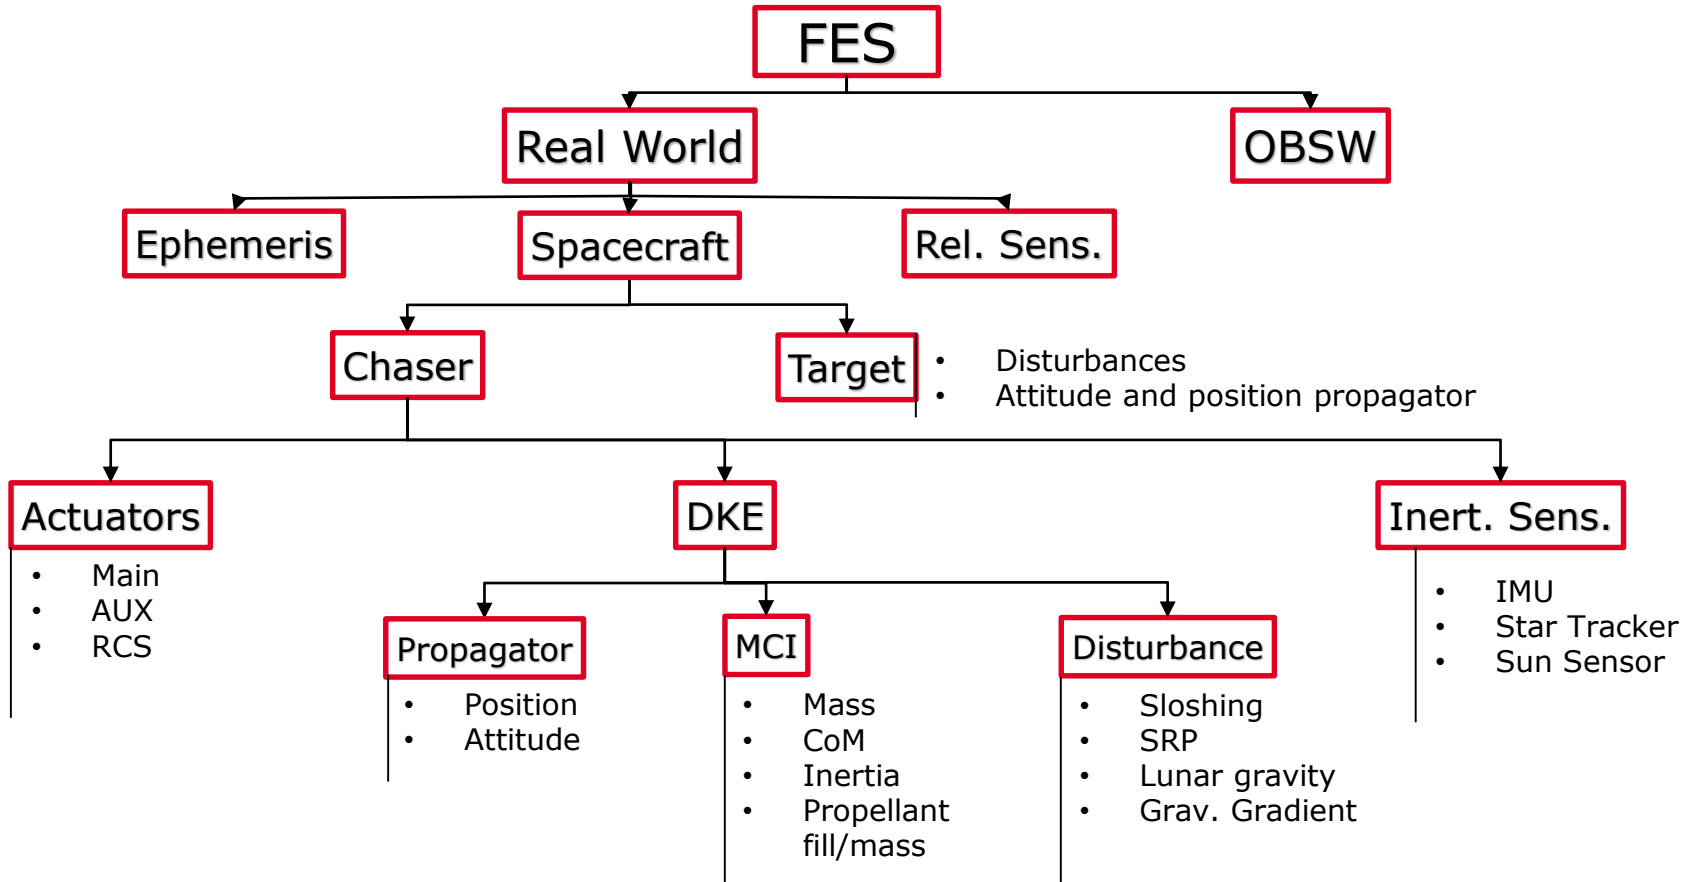 FES
Real World
OBSW
Ephemeris
Spacecraft
Rel. Sens.
Chaser
Target
• Disturbances
• Attitude and position propagator
Actuators
• Main
• AUX
• RCS
DKE
Inert. Sens.
• IMU
• Star Tracker
• Sun Sensor
Propagator
• Position
• Attitude
MCI
• Mass
• CoM
• Inertia
• Propellant
fill/mass
Disturbance
• Sloshing
• SRP
• Lunar gravity
• Grav. Gradient